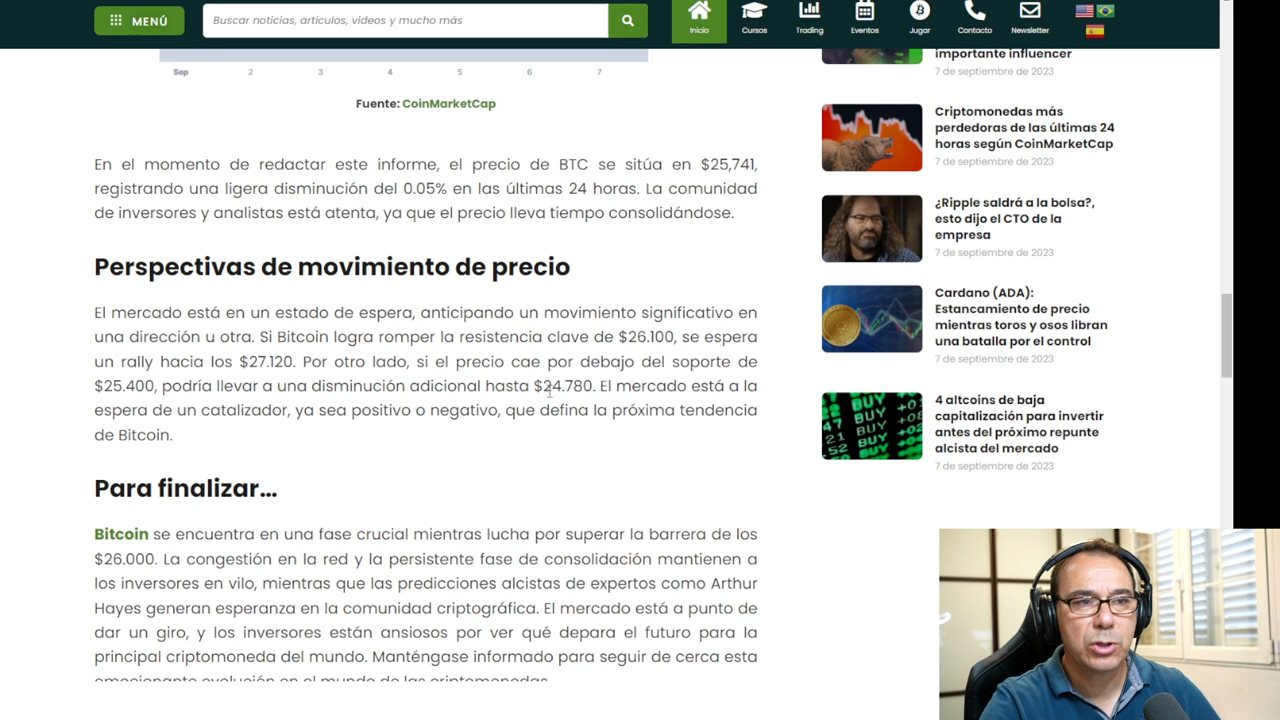 MENÚ
Buscar noticias, artículos, videos y mucho más
Inicio
Cursos
Trading
Eventos
Jugar
Contacto
Newsletter
Sep 2 3 4 5 6 7
Fuente: CoinMarketCap
En el momento de redactar este informe, el precio de BTC se sitúa en $25,741,
registrando una ligera disminución del 0.05% en las últimas 24 horas. La comunidad
de inversores y analistas está atenta, ya que el precio lleva tiempo consolidándose.
Perspectivas de movimiento de precio
El mercado está en un estado de espera, anticipando un movimiento significativo en
una dirección u otra. Si Bitcoin logra romper la resistencia clave de $26.100, se espera
un rally hacia los $27.120. Por otro lado, si el precio cae por debajo del soporte de
$25.400, podría llevar a una disminución adicional hasta $24.780. El mercado está a la
espera de un catalizador, ya sea positivo o negativo, que defina la próxima tendencia
de Bitcoin.
Para finalizar...
Bitcoin se encuentra en una fase crucial mientras lucha por superar la barrera de los
$26.000. La congestión en la red y la persistente fase de consolidación mantienen a
los inversores en vilo, mientras que las predicciones alcistas de expertos como Arthur
Hayes generan esperanza en la comunidad criptográfica. El mercado está a punto de
dar un giro, y los inversores están ansiosos por ver qué depara el futuro para la
principal criptomoneda del mundo. Manténgase informado para seguir de cerca esta
emocionante evolución en el mundo de las criptomonedas.
importante influencer
7 de septiembre de 2023
Criptomonedas más
perdedoras de las últimas 24
horas según CoinMarketCap
7 de septiembre de 2023
¿Ripple saldrá a la bolsa?,
esto dijo el CTO de la
empresa
7 de septiembre de 2023
Cardano (ADA):
Estancamiento de precio
mientras toros y osos libran
una batalla por el control
7 de septiembre de 2023
BUY
BUY
BUY
4 altcoins de baja
capitalización para invertir
antes del próximo repunte
alcista del mercado
7 de septiembre de 2023